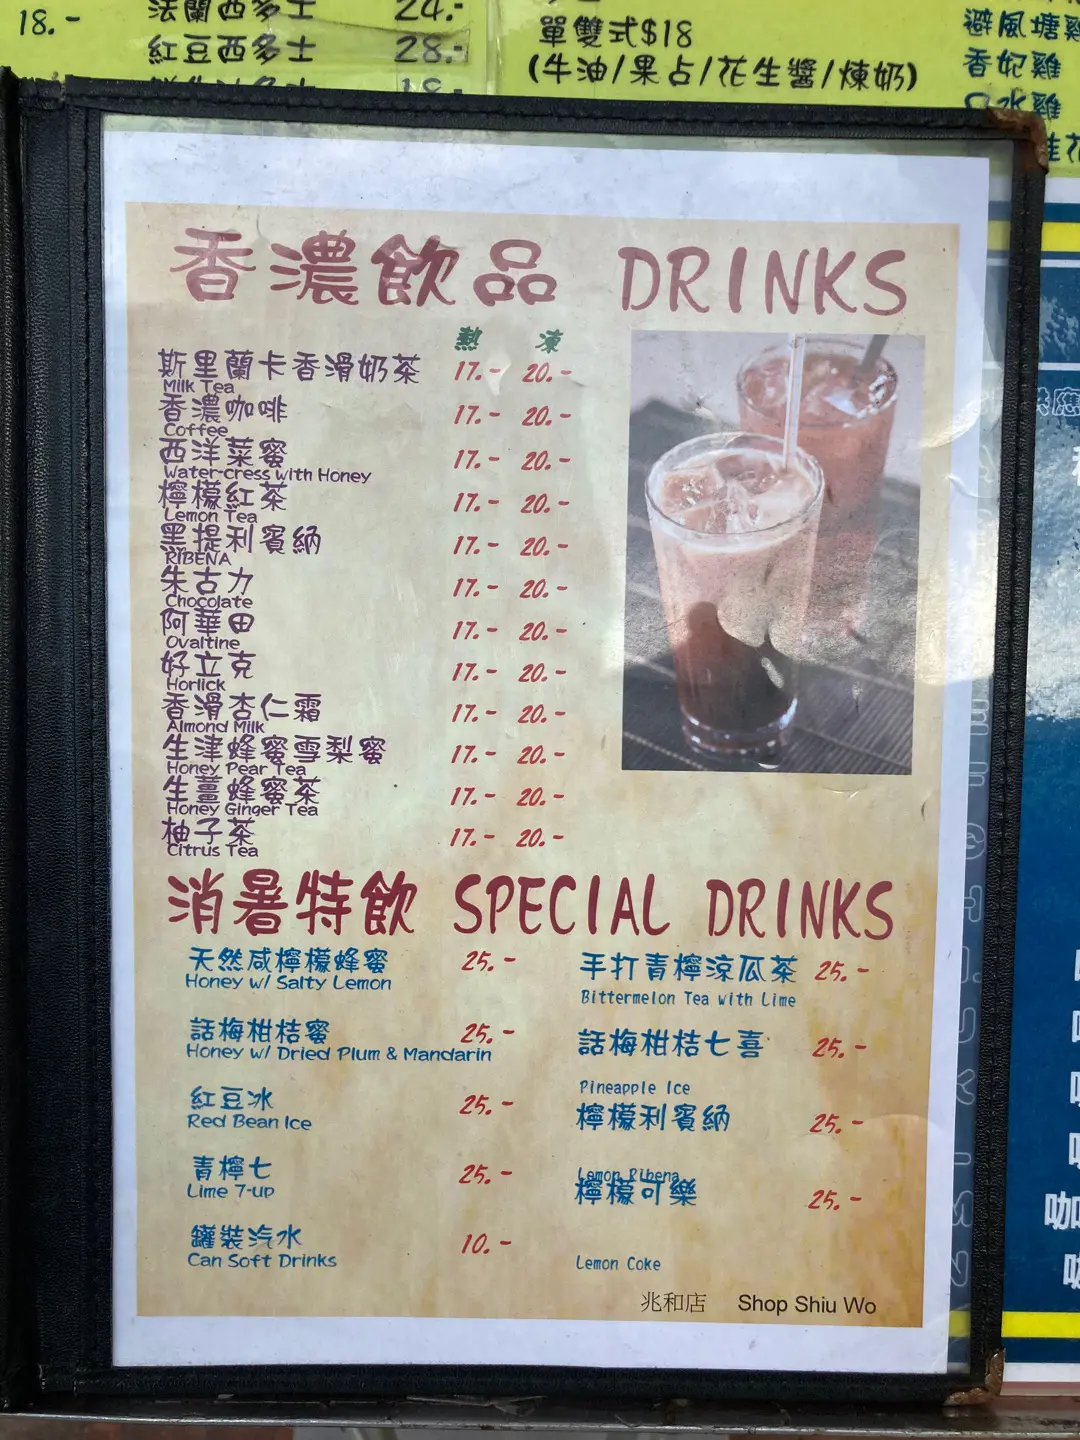 18.-
法蘭西多士 24.-
紅豆西多士 28.-
單雙式$18
(牛油/果占/花生醬/煉奶)
避風塘雞
香妃雞
口水雞
香濃飲品 DRINKS
熱 凍
斯里蘭卡香滑奶茶 17.- 20.-
Milk Tea
香濃咖啡 17.- 20.-
Coffee
西洋菜蜜 17.- 20.-
Water-cress with Honey
檸檬紅茶 17.- 20.-
Lemon Tea
黑提利賓納 17.- 20.-
RIBENA
朱古力 17.- 20.-
Chocolate
阿華田 17.- 20.-
Ovaltine
好立克 17.- 20.-
Horlick
香滑杏仁霜 17.- 20.-
Almond Milk
生津蜂蜜雪梨蜜 17.- 20.-
Honey Pear Tea
生薑蜂蜜茶 17.- 20.-
Honey Ginger Tea
柚子茶 17.- 20.-
Citrus Tea
消暑特飲 SPECIAL DRINKS
天然咸檸檬蜂蜜 25.-
Honey w/ Salty Lemon
話梅柑桔蜜 25.-
Honey w/ Dried Plum & Mandarin
紅豆冰 25.-
Red Bean Ice
青檸七 25.-
Lime 7-up
罐裝汽水 10.-
Can Soft Drinks
手打青檸涼瓜茶 25.-
Bittermelon Tea with Lime
話梅柑桔七喜 25.-
Pineapple Ice
檸檬利賓納 25.-
Lemon Ribena
檸檬可樂 25.-
Lemon Coke
兆和店 Shop Shiu Wo